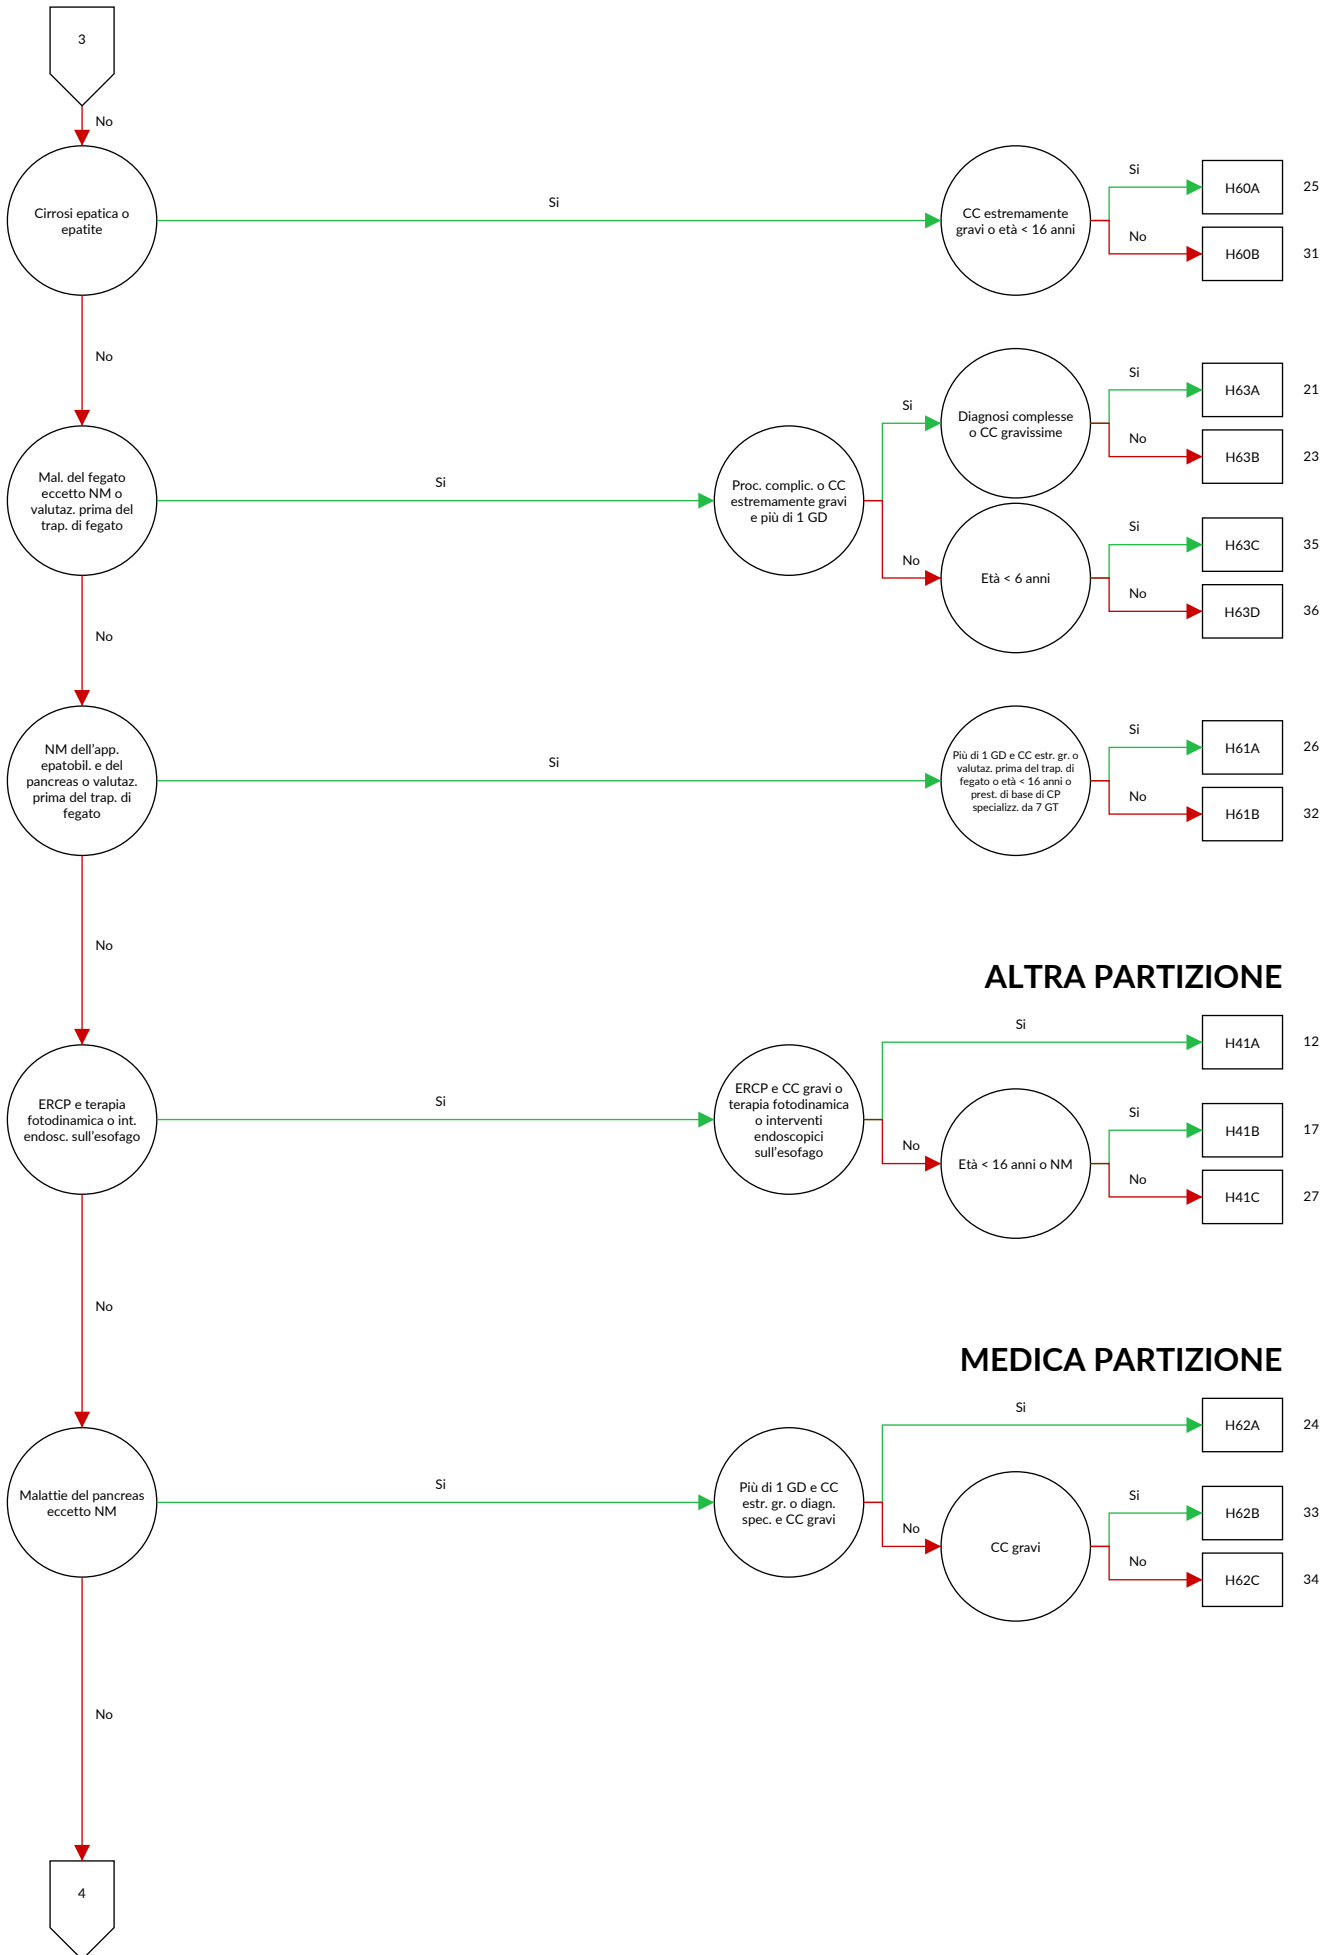 3
No
Cirrosi epatica o
epatite
Si
CC estremamente
gravi o età < 16 anni
Si
H60A
25
No
H60B
31
No
Mal. del fegato
eccetto NM o
valutaz. prima del
trap. di fegato
Si
Proc. complic. o CC
estremamente gravi
e più di 1 GD
Si
Diagnosi complesse
o CC gravissime
Si
H63A
21
No
H63B
23
No
Età < 6 anni
Si
H63C
35
No
H63D
36
No
NM dell'app.
epatobil. e del
pancreas o valutaz.
prima del trap. di
fegato
Si
Più di 1 GD e CC estr. gr. o
valutaz. prima del trap. di
fegato o età < 16 anni o
prest. di base di CP
specializz. da 7 GT
Si
H61A
26
No
H61B
32
No
ALTRA PARTIZIONE
ERCP e terapia
fotodinamica o int.
endosc. sull'esofago
Si
ERCP e CC gravi o
terapia fotodinamica
o interventi
endoscopici
sull'esofago
Si
H41A
12
No
Età < 16 anni o NM
Si
H41B
17
No
H41C
27
No
MEDICA PARTIZIONE
Malattie del pancreas
eccetto NM
Si
Più di 1 GD e CC
estr. gr. o diagn.
spec. e CC gravi
Si
H62A
24
No
CC gravi
Si
H62B
33
No
H62C
34
No
4